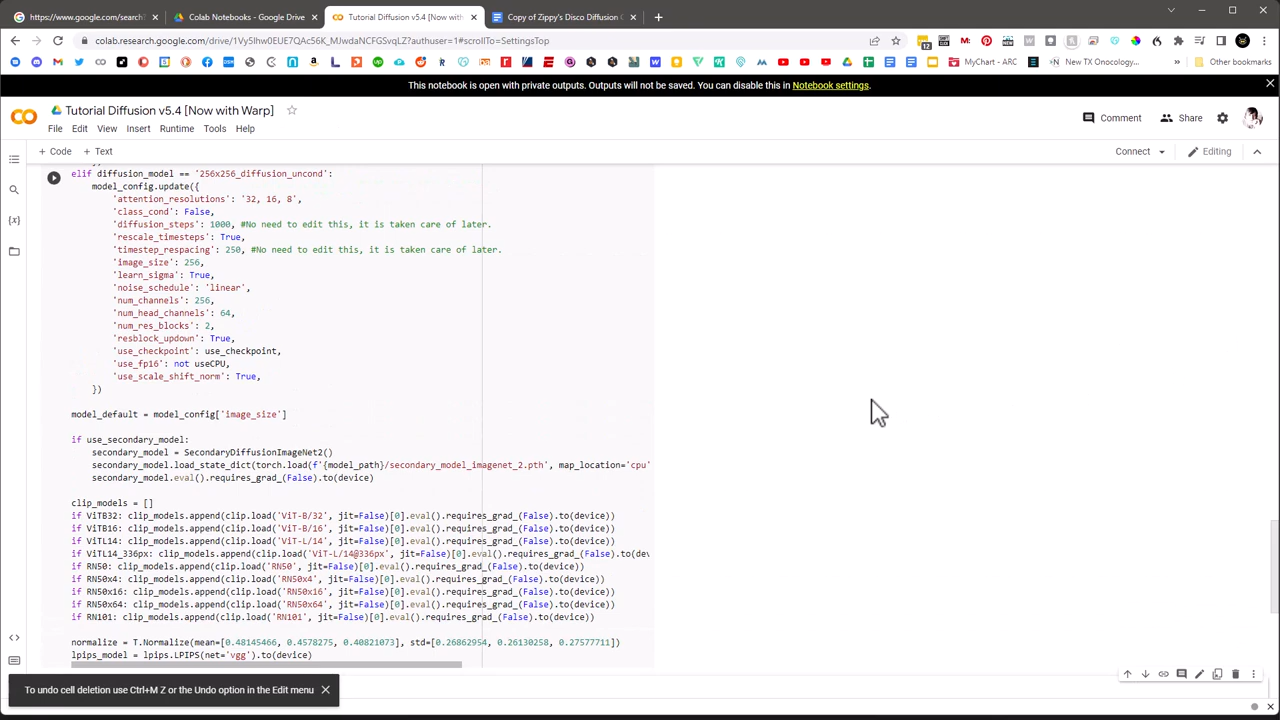 https://www.google.com/search
Colab Notebooks - Google Drive
Tutorial Diffusion v5.4 [Now with
Copy of Zippy's Disco Diffusion
colab.research.google.com/drive/1Vy5Ihw0EUE7QAc56K_MJwdaNCFGSvqLZ?authuser=1#scrollTo=SettingsTop
12
MyChart - ARC
New TX Oncology...
Other bookmarks
This notebook is open with private outputs. Outputs will not be saved. You can disable this in Notebook settings.
Tutorial Diffusion v5.4 [Now with Warp]
Comment
Share
File Edit View Insert Runtime Tools Help
+ Code + Text
Connect
Editing
elif diffusion_model == '256x256_diffusion_uncond':
model_config.update({
'attention_resolutions': '32, 16, 8',
'class_cond': False,
'diffusion_steps': 1000, #No need to edit this, it is taken care of later.
'rescale_timesteps': True,
'timestep_respacing': 250, #No need to edit this, it is taken care of later.
'image_size': 256,
'learn_sigma': True,
'noise_schedule': 'linear',
'num_channels': 256,
'num_head_channels': 64,
'num_res_blocks': 2,
'resblock_updown': True,
'use_checkpoint': use_checkpoint,
'use_fp16': not useCPU,
'use_scale_shift_norm': True,
})
model_default = model_config['image_size']
if use_secondary_model:
secondary_model = SecondaryDiffusionImageNet2()
secondary_model.load_state_dict(torch.load(f'{model_path}/secondary_model_imagenet_2.pth', map_location='cpu'
secondary_model.eval().requires_grad_(False).to(device)
clip_models = []
if ViTB32: clip_models.append(clip.load('ViT-B/32', jit=False)[0].eval().requires_grad_(False).to(device))
if ViTB16: clip_models.append(clip.load('ViT-B/16', jit=False)[0].eval().requires_grad_(False).to(device))
if ViTL14: clip_models.append(clip.load('ViT-L/14', jit=False)[0].eval().requires_grad_(False).to(device))
if ViTL14_336px: clip_models.append(clip.load('ViT-L/14@336px', jit=False)[0].eval().requires_grad_(False).to(dev
if RN50: clip_models.append(clip.load('RN50', jit=False)[0].eval().requires_grad_(False).to(device))
if RN50x4: clip_models.append(clip.load('RN50x4', jit=False)[0].eval().requires_grad_(False).to(device))
if RN50x16: clip_models.append(clip.load('RN50x16', jit=False)[0].eval().requires_grad_(False).to(device))
if RN50x64: clip_models.append(clip.load('RN50x64', jit=False)[0].eval().requires_grad_(False).to(device))
if RN101: clip_models.append(clip.load('RN101', jit=False)[0].eval().requires_grad_(False).to(device))
normalize = T.Normalize(mean=[0.48145466, 0.4578275, 0.40821073], std=[0.26862954, 0.26130258, 0.27577711])
lpips_model = lpips.LPIPS(net='vgg').to(device)
To undo cell deletion use Ctrl+M Z or the Undo option in the Edit menu